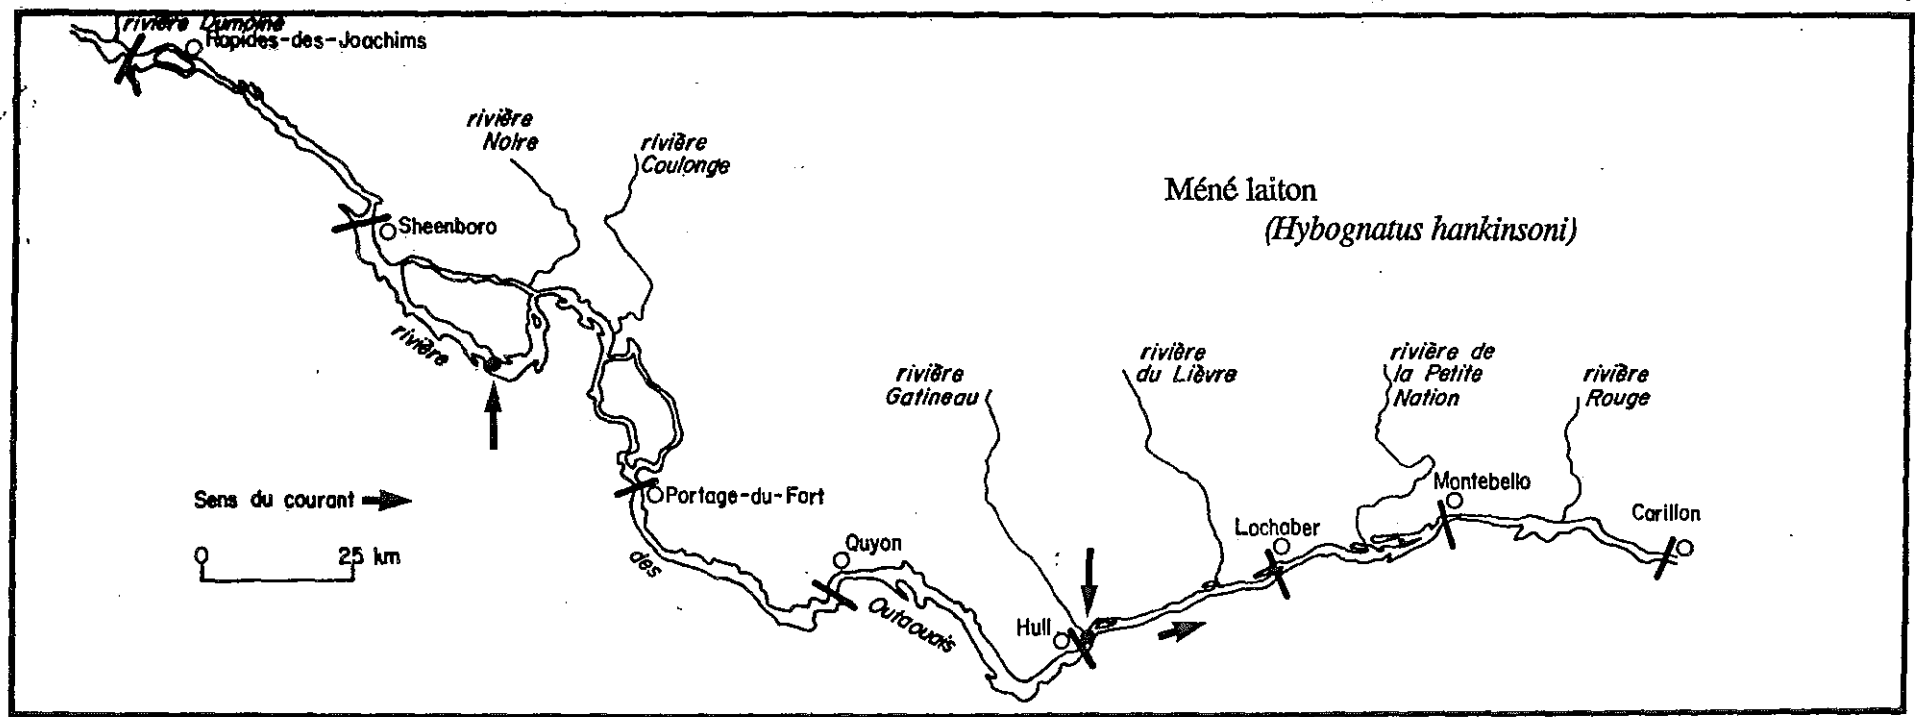 rivière Dumoine
Rapides-des-Joachims
rivière
Noire
rivière
Coulonge
Méné laiton
(Hybognatus hankinsoni)
Sheenboro
rivière
rivière
Gatineau
rivière
du Lièvre
rivière de
la Petite
Nation
rivière
Rouge
Sens du courant
Portage-du-Fort
Montebello
Carillon
Lochaber
0 25 km
des
Quyon
Outaouais
Hull